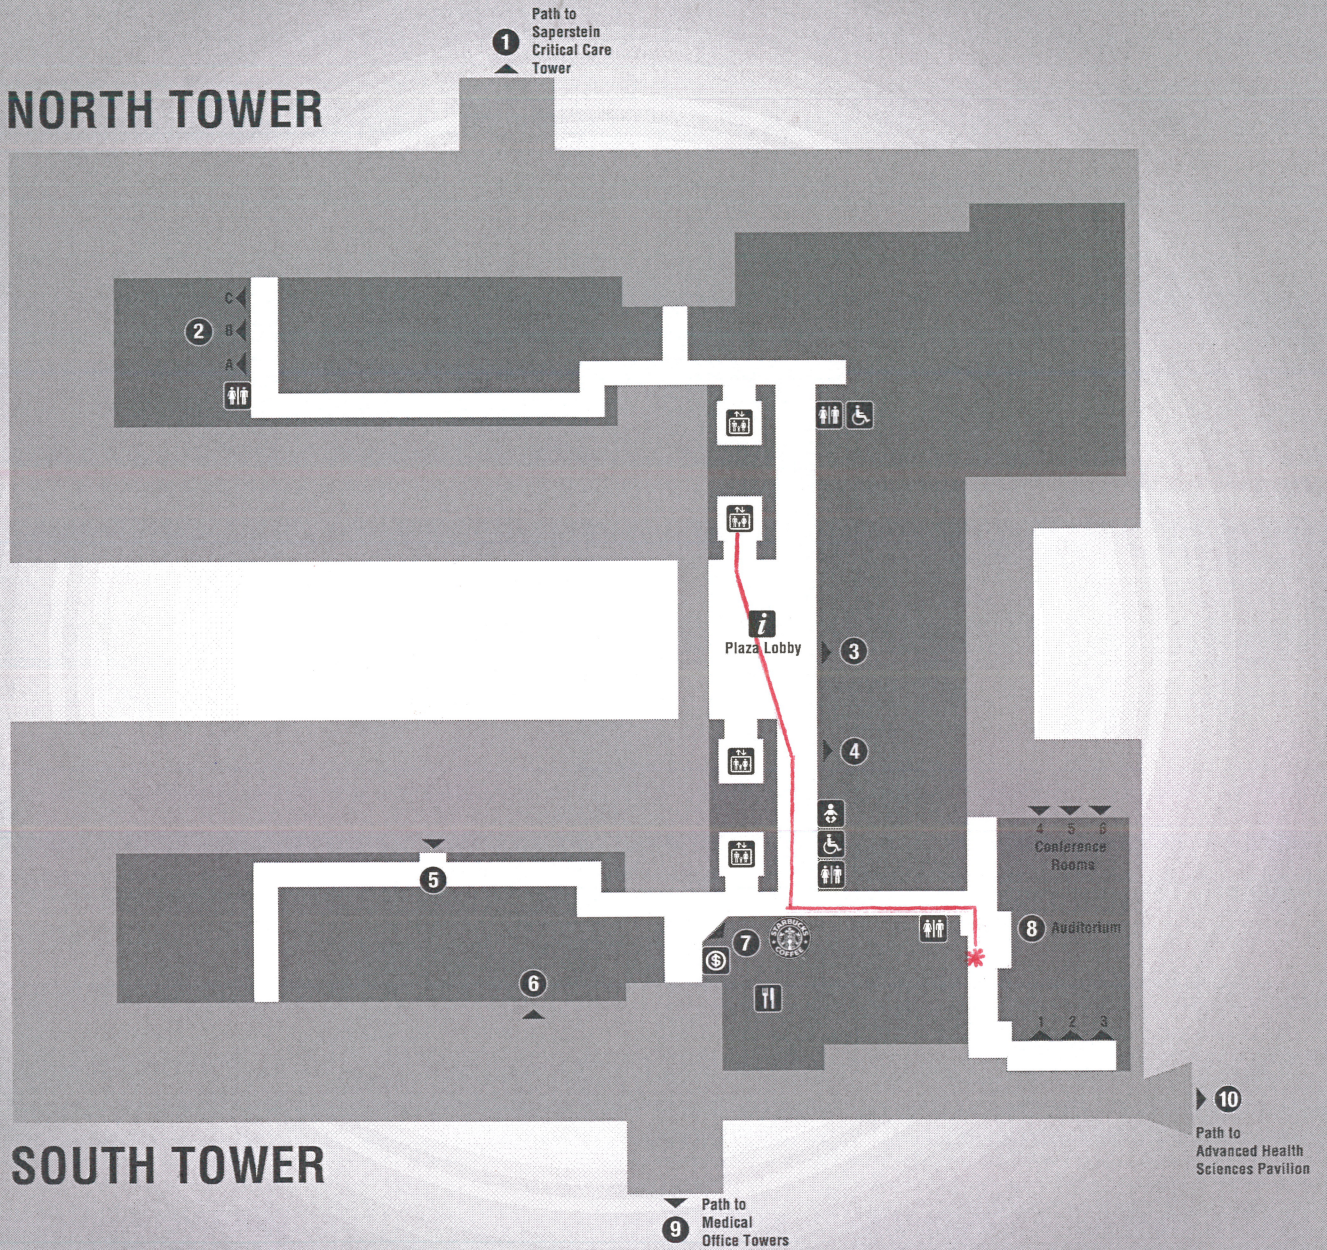 Path to
Saperstein
Critical Care
Tower
1
NORTH TOWER
C
2
B
A
i
Plaza Lobby
3
4
4 5 6
Conference
Rooms
5
7
STARBUCKS
COFFEE
8 Auditorium
$
6
1 2 3
10
Path to
Advanced Health
Sciences Pavilion
SOUTH TOWER
9
Path to
Medical
Office Towers